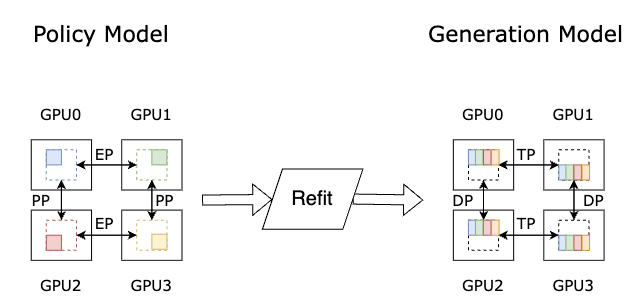 Policy Model
Generation Model
GPU0
GPU1
GPU0
GPU1
EP
TP
PP
PP
Refit
DP
DP
EP
TP
GPU2
GPU3
GPU2
GPU3